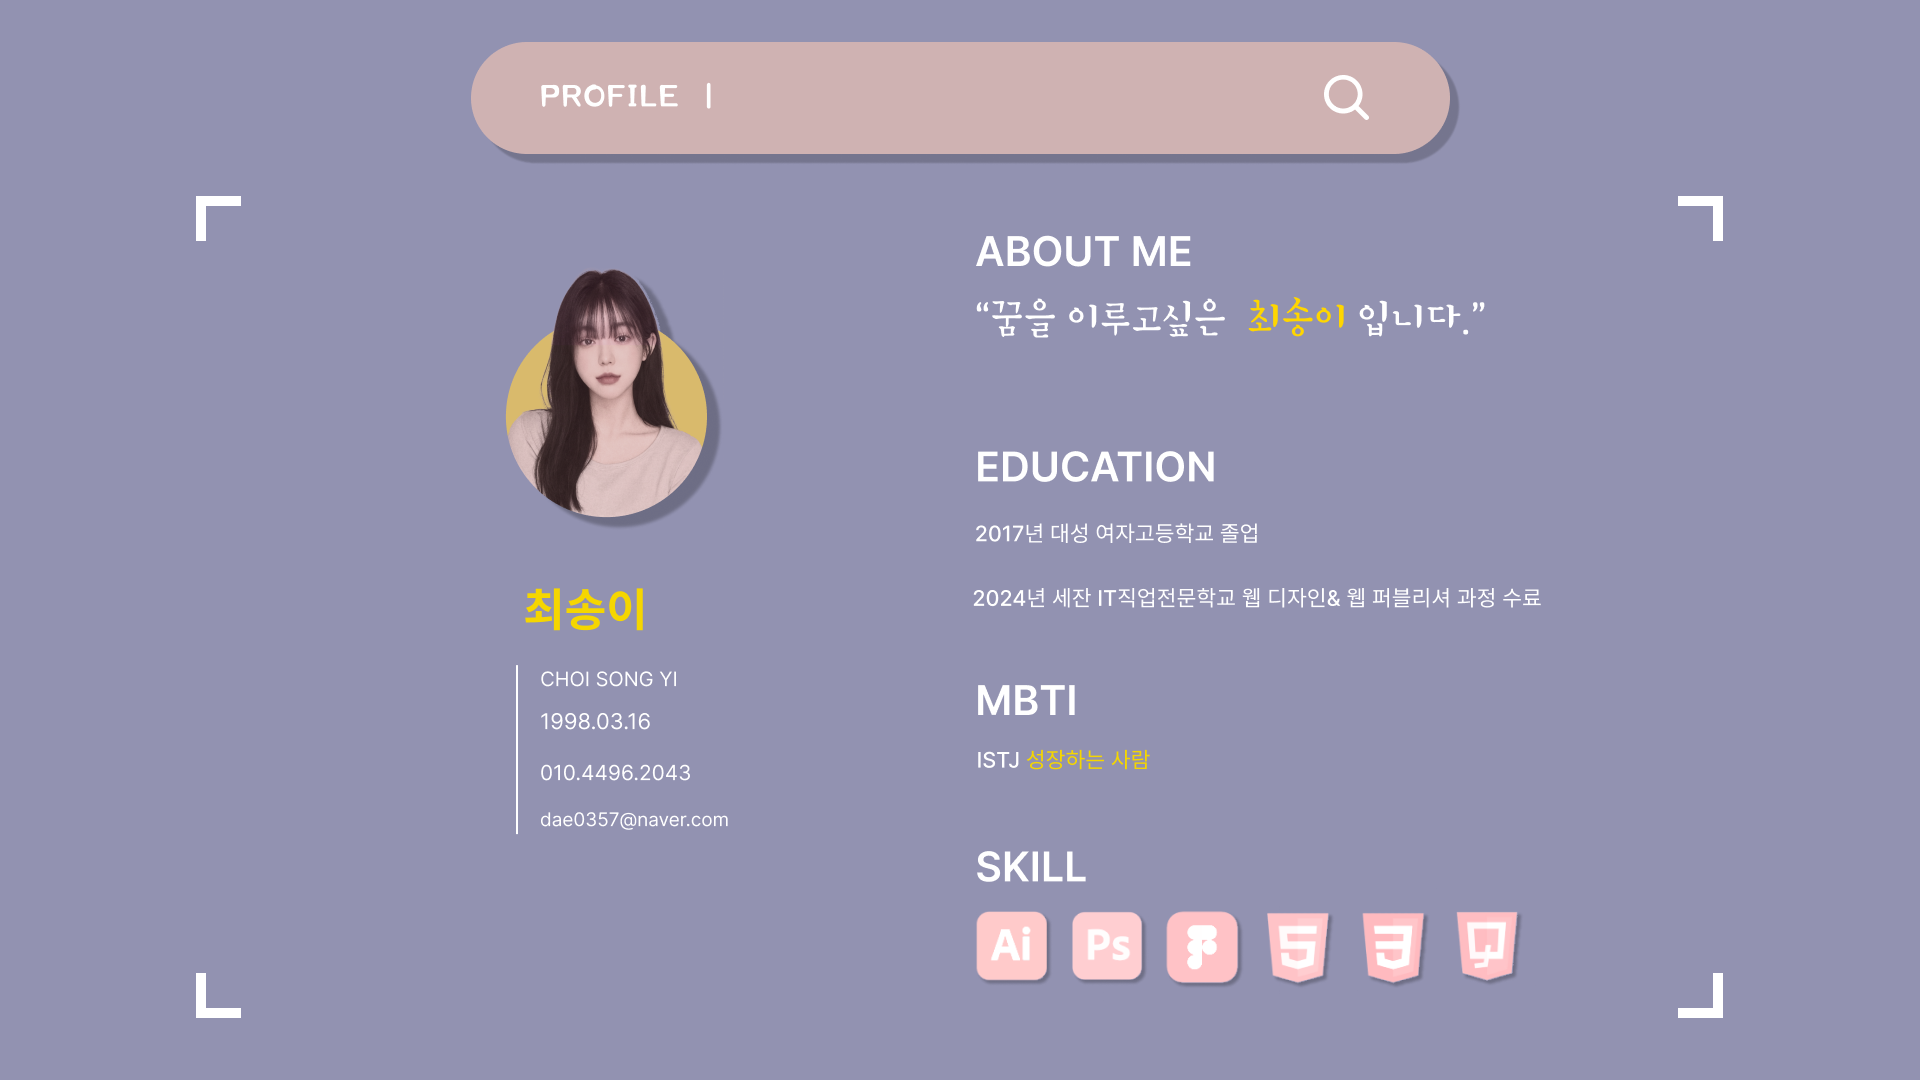 PROFILE |
최송이
CHOI SONG YI
1998.03.16
010.4496.2043
dae0357@naver.com
ABOUT ME
“꿈을 이루고싶은 최송이 입니다.”
EDUCATION
2017년 대성 여자고등학교 졸업
2024년 세잔 IT직업전문학교 웹 디자인& 웹 퍼블리셔 과정 수료
MBTI
ISTJ 성장하는 사람
SKILL
Ai Ps 5 3